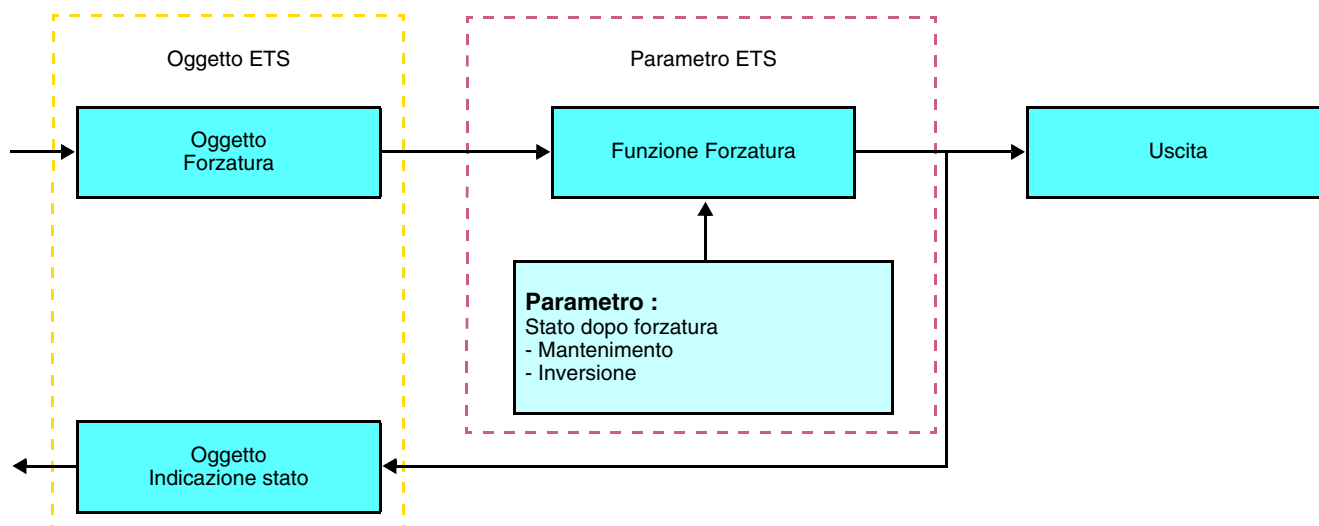 Oggetto ETS
Parametro ETS
Oggetto
Forzatura
Funzione Forzatura
Uscita
Parametro :
Stato dopo forzatura
- Mantenimento
- Inversione
Oggetto
Indicazione stato